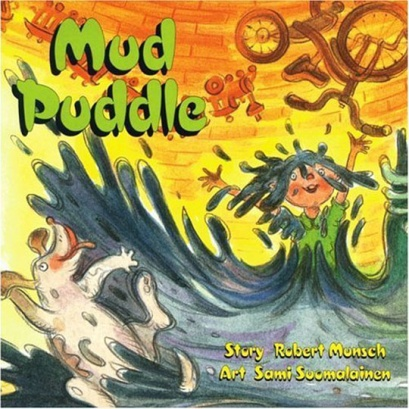 Mud
Puddle
Story Robert Munsch
Art Sami Suomalainen